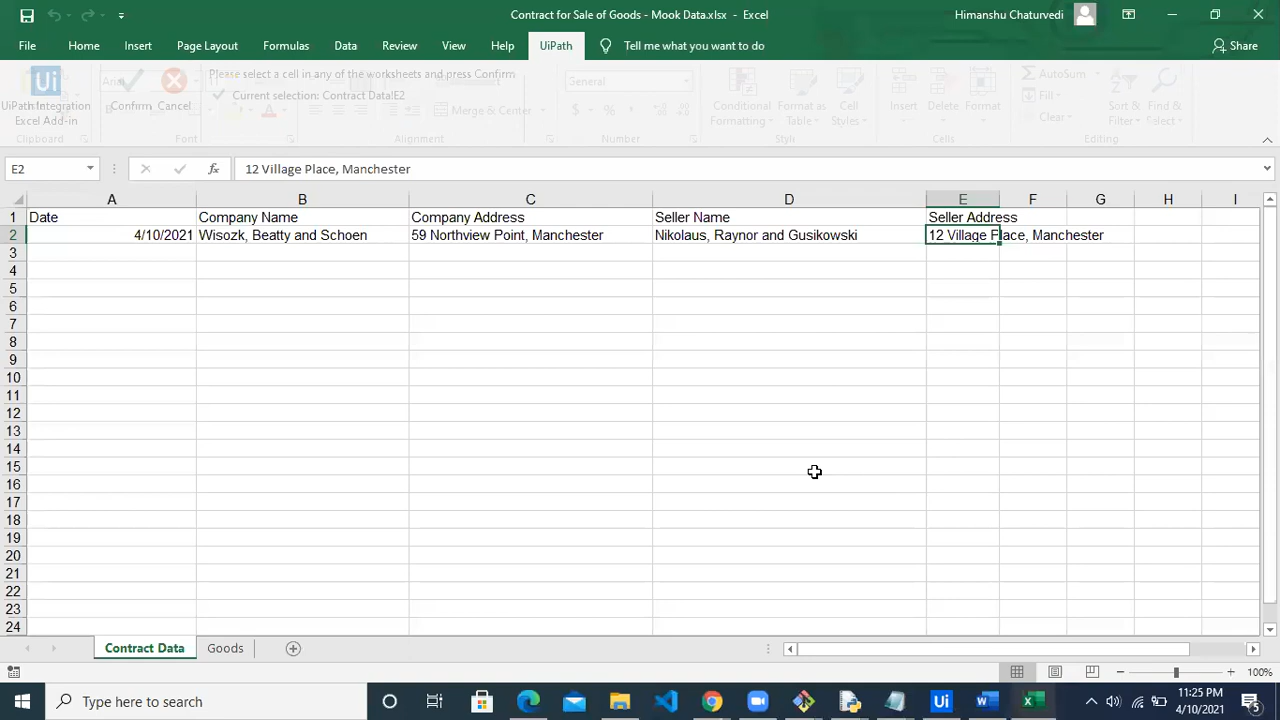 Contract for Sale of Goods - Mook Data.xlsx - Excel
Himanshu Chaturvedi
File Home Insert Page Layout Formulas Data Review View Help UiPath Tell me what you want to do Share
Ui
UiPath Integration
Excel Add-in
Clipboard
Confirm Cancel
Please select a cell in any of the worksheets and press Confirm
Current selection: Contract Data!E2
Font
Merge & Center
Alignment
General
$ %
Number
Conditional
Formatting
Format as
Table
Cell
Styles
Style
Insert Delete Format
AutoSum
Fill
Clear
Sort &
Filter
Find &
Select
Editing
E2 fx 12 Village Place, Manchester
A B C D E F G H I
1 Date Company Name Company Address Seller Name Seller Address
2 4/10/2021 Wisozk, Beatty and Schoen 59 Northview Point, Manchester Nikolaus, Raynor and Gusikowski 12 Village Place, Manchester
3
4
5
6
7
8
9
10
11
12
13
14
15
16
17
18
19
20
21
22
23
24
Contract Data Goods
100%
Type here to search
Ui
11:25 PM
4/10/2021
5